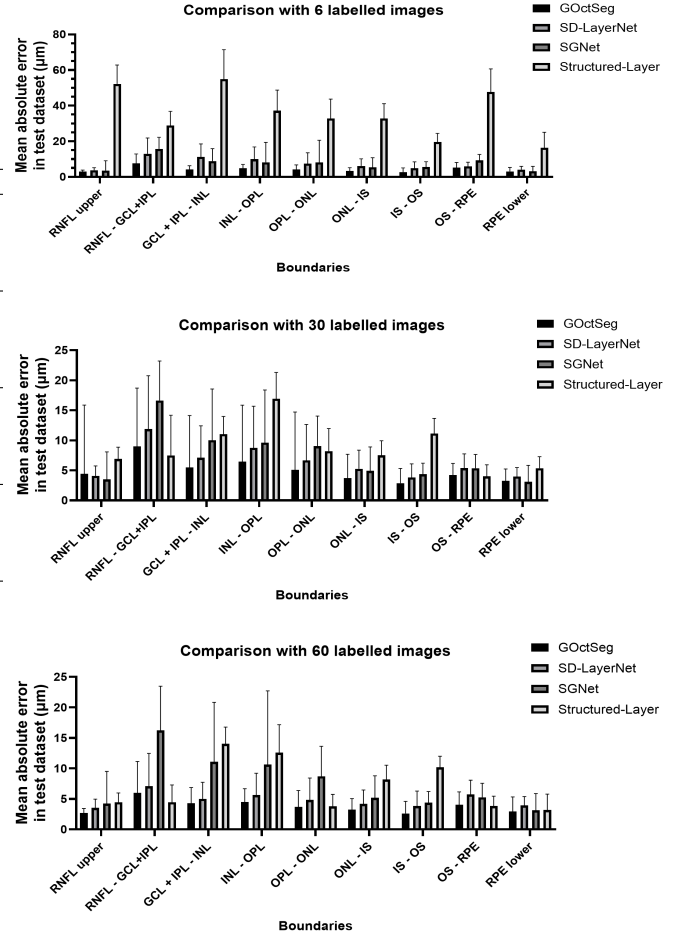 Comparison with 6 labelled images
GOctSeg
SD-LayerNet
SGNet
Structured-Layer
Mean absolute error
in test dataset (μm)
80
60
40
20
0
RNFL upper
RNFL - GCL+IPL
GCL + IPL - INL
INL - OPL
OPL - ONL
ONL - IS
IS - OS
OS - RPE
RPE lower
Boundaries
Comparison with 30 labelled images
GOctSeg
SD-LayerNet
SGNet
Structured-Layer
Mean absolute error
in test dataset (μm)
25
20
15
10
5
0
RNFL upper
RNFL - GCL+IPL
GCL + IPL - INL
INL - OPL
OPL - ONL
ONL - IS
IS - OS
OS - RPE
RPE lower
Boundaries
Comparison with 60 labelled images
GOctSeg
SD-LayerNet
SGNet
Structured-Layer
Mean absolute error
in test dataset (μm)
25
20
15
10
5
0
RNFL upper
RNFL - GCL+IPL
GCL + IPL - INL
INL - OPL
OPL - ONL
ONL - IS
IS - OS
OS - RPE
RPE lower
Boundaries